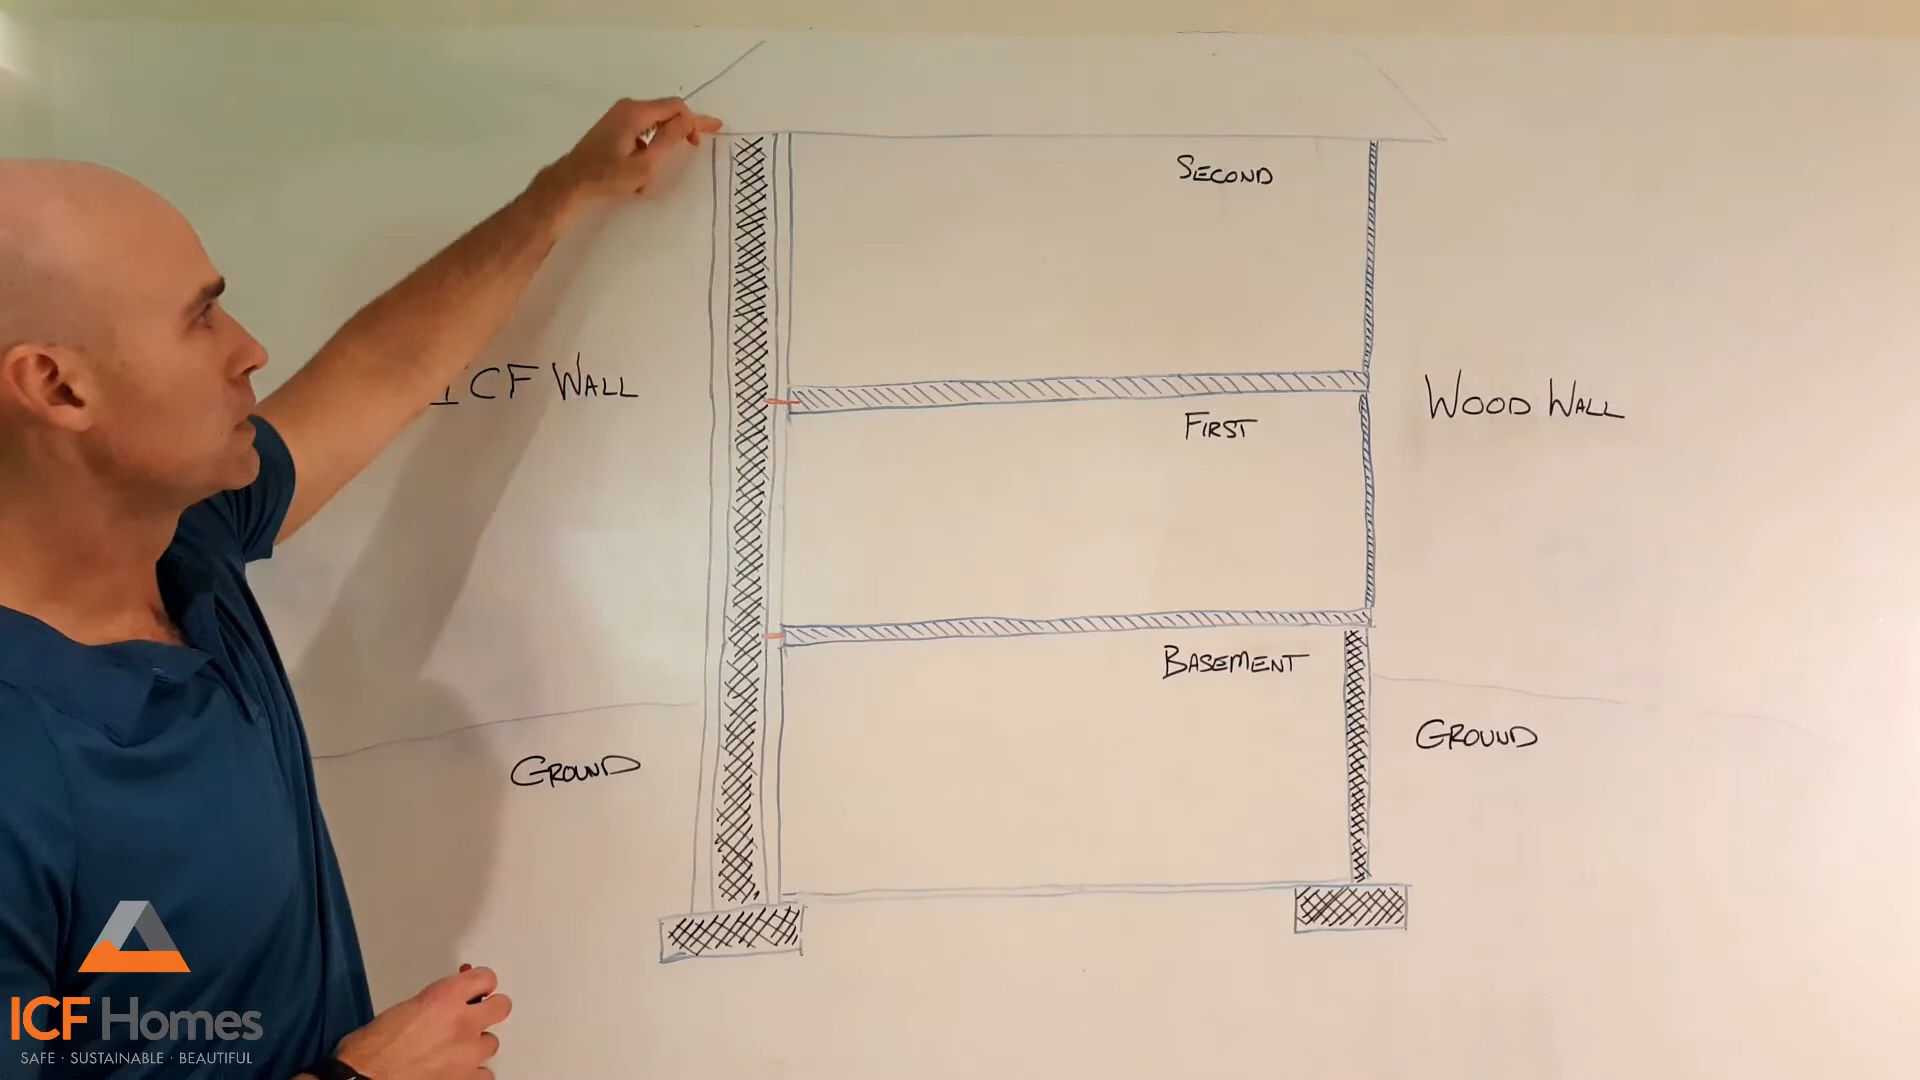 SECOND
ICF WALL
FIRST
WOOD WALL
BASEMENT
GROUND
GROUND
ICF Homes
SAFE · SUSTAINABLE · BEAUTIFUL